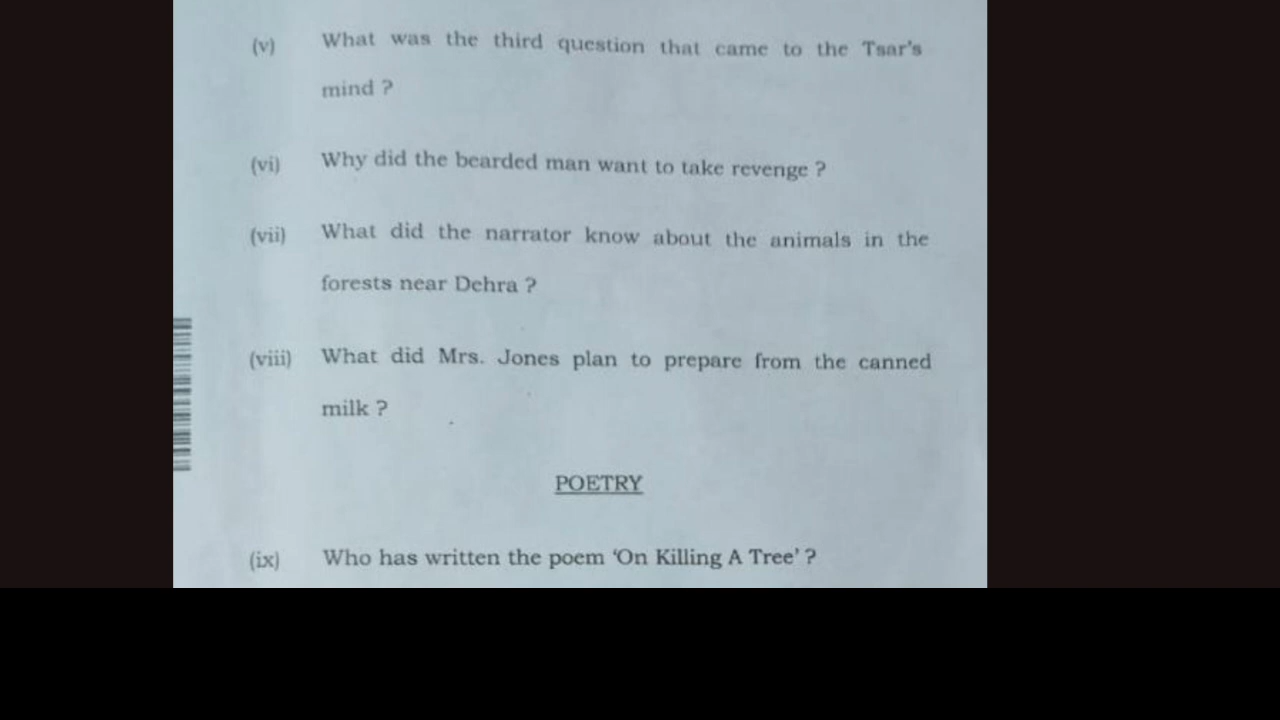 (v) What was the third question that came to the Tsar's
mind ?
(vi) Why did the bearded man want to take revenge ?
(vii) What did the narrator know about the animals in the
forests near Dehra ?
(viii) What did Mrs. Jones plan to prepare from the canned
milk ?
POETRY
(ix) Who has written the poem 'On Killing A Tree' ?